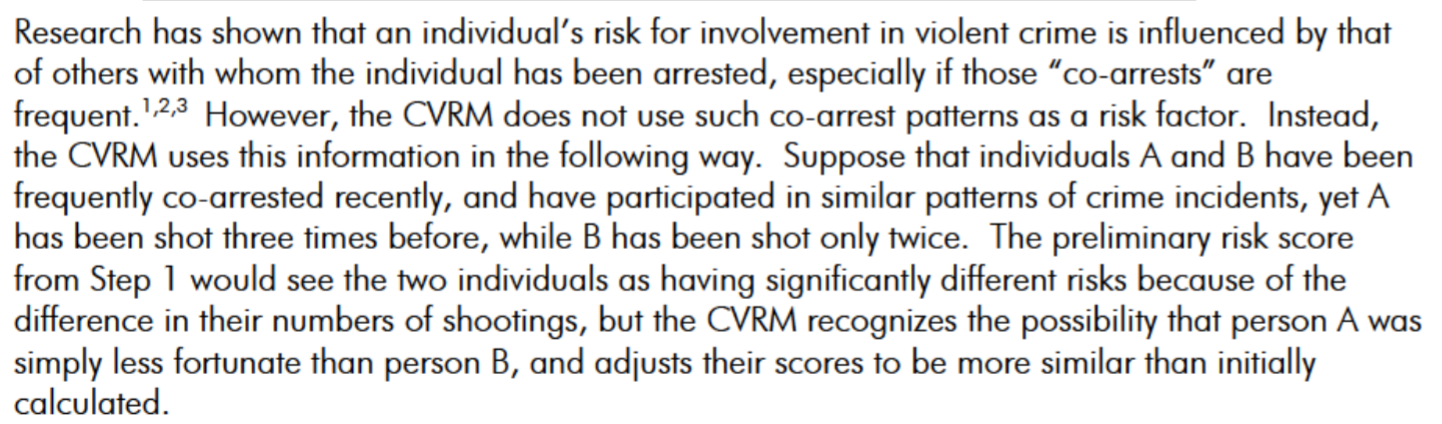 Research has shown that an individual’s risk for involvement in violent crime is influenced by that
of others with whom the individual has been arrested, especially if those “co-arrests” are
frequent.1,2,3  However, the CVRM does not use such co-arrest patterns as a risk factor.  Instead,
the CVRM uses this information in the following way.  Suppose that individuals A and B have been
frequently co-arrested recently, and have participated in similar patterns of crime incidents, yet A
has been shot three times before, while B has been shot only twice.  The preliminary risk score
from Step 1 would see the two individuals as having significantly different risks because of the
difference in their numbers of shootings, but the CVRM recognizes the possibility that person A was
simply less fortunate than person B, and adjusts their scores to be more similar than initially
calculated.